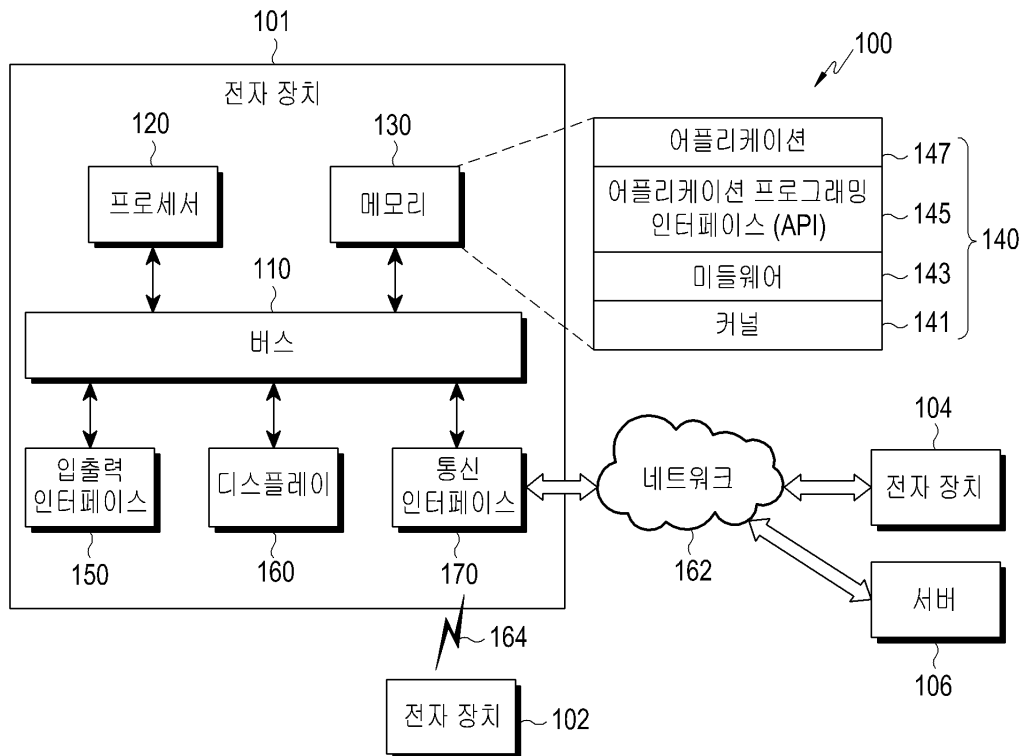 101
100
전자 장치
120
130
프로세서
메모리
어플리케이션
147
어플리케이션 프로그래밍
인터페이스 (API)
145
140
미들웨어
143
커널
141
110
버스
입출력
인터페이스
디스플레이
통신
인터페이스
네트워크
104
전자 장치
150
160
170
162
서버
106
164
전자 장치
102